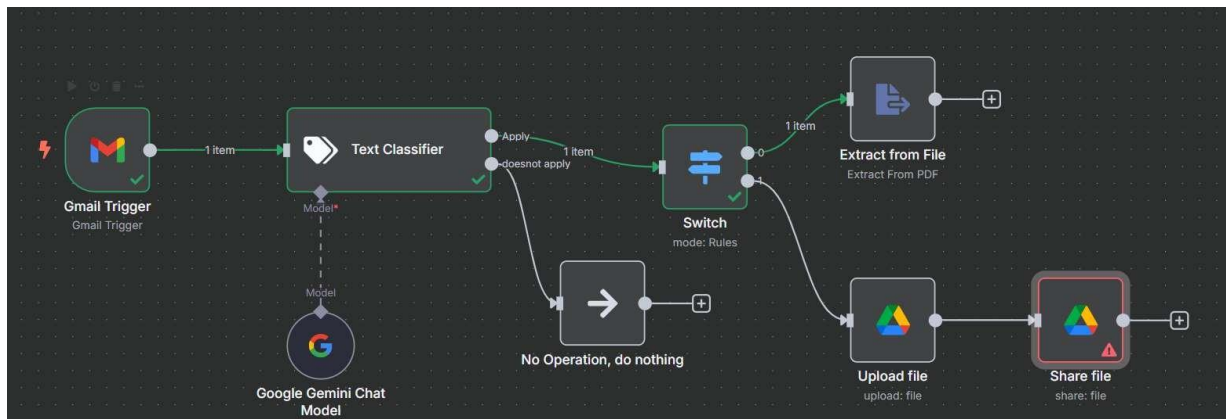 1 item
Text Classifier
Apply
doesnot apply
Model*
Gmail Trigger
Gmail Trigger
1 item
0
1
Switch
mode: Rules
1 item
Extract from File
Extract From PDF
Model
Google Gemini Chat
Model
No Operation, do nothing
Upload file
upload: file
Share file
share: file